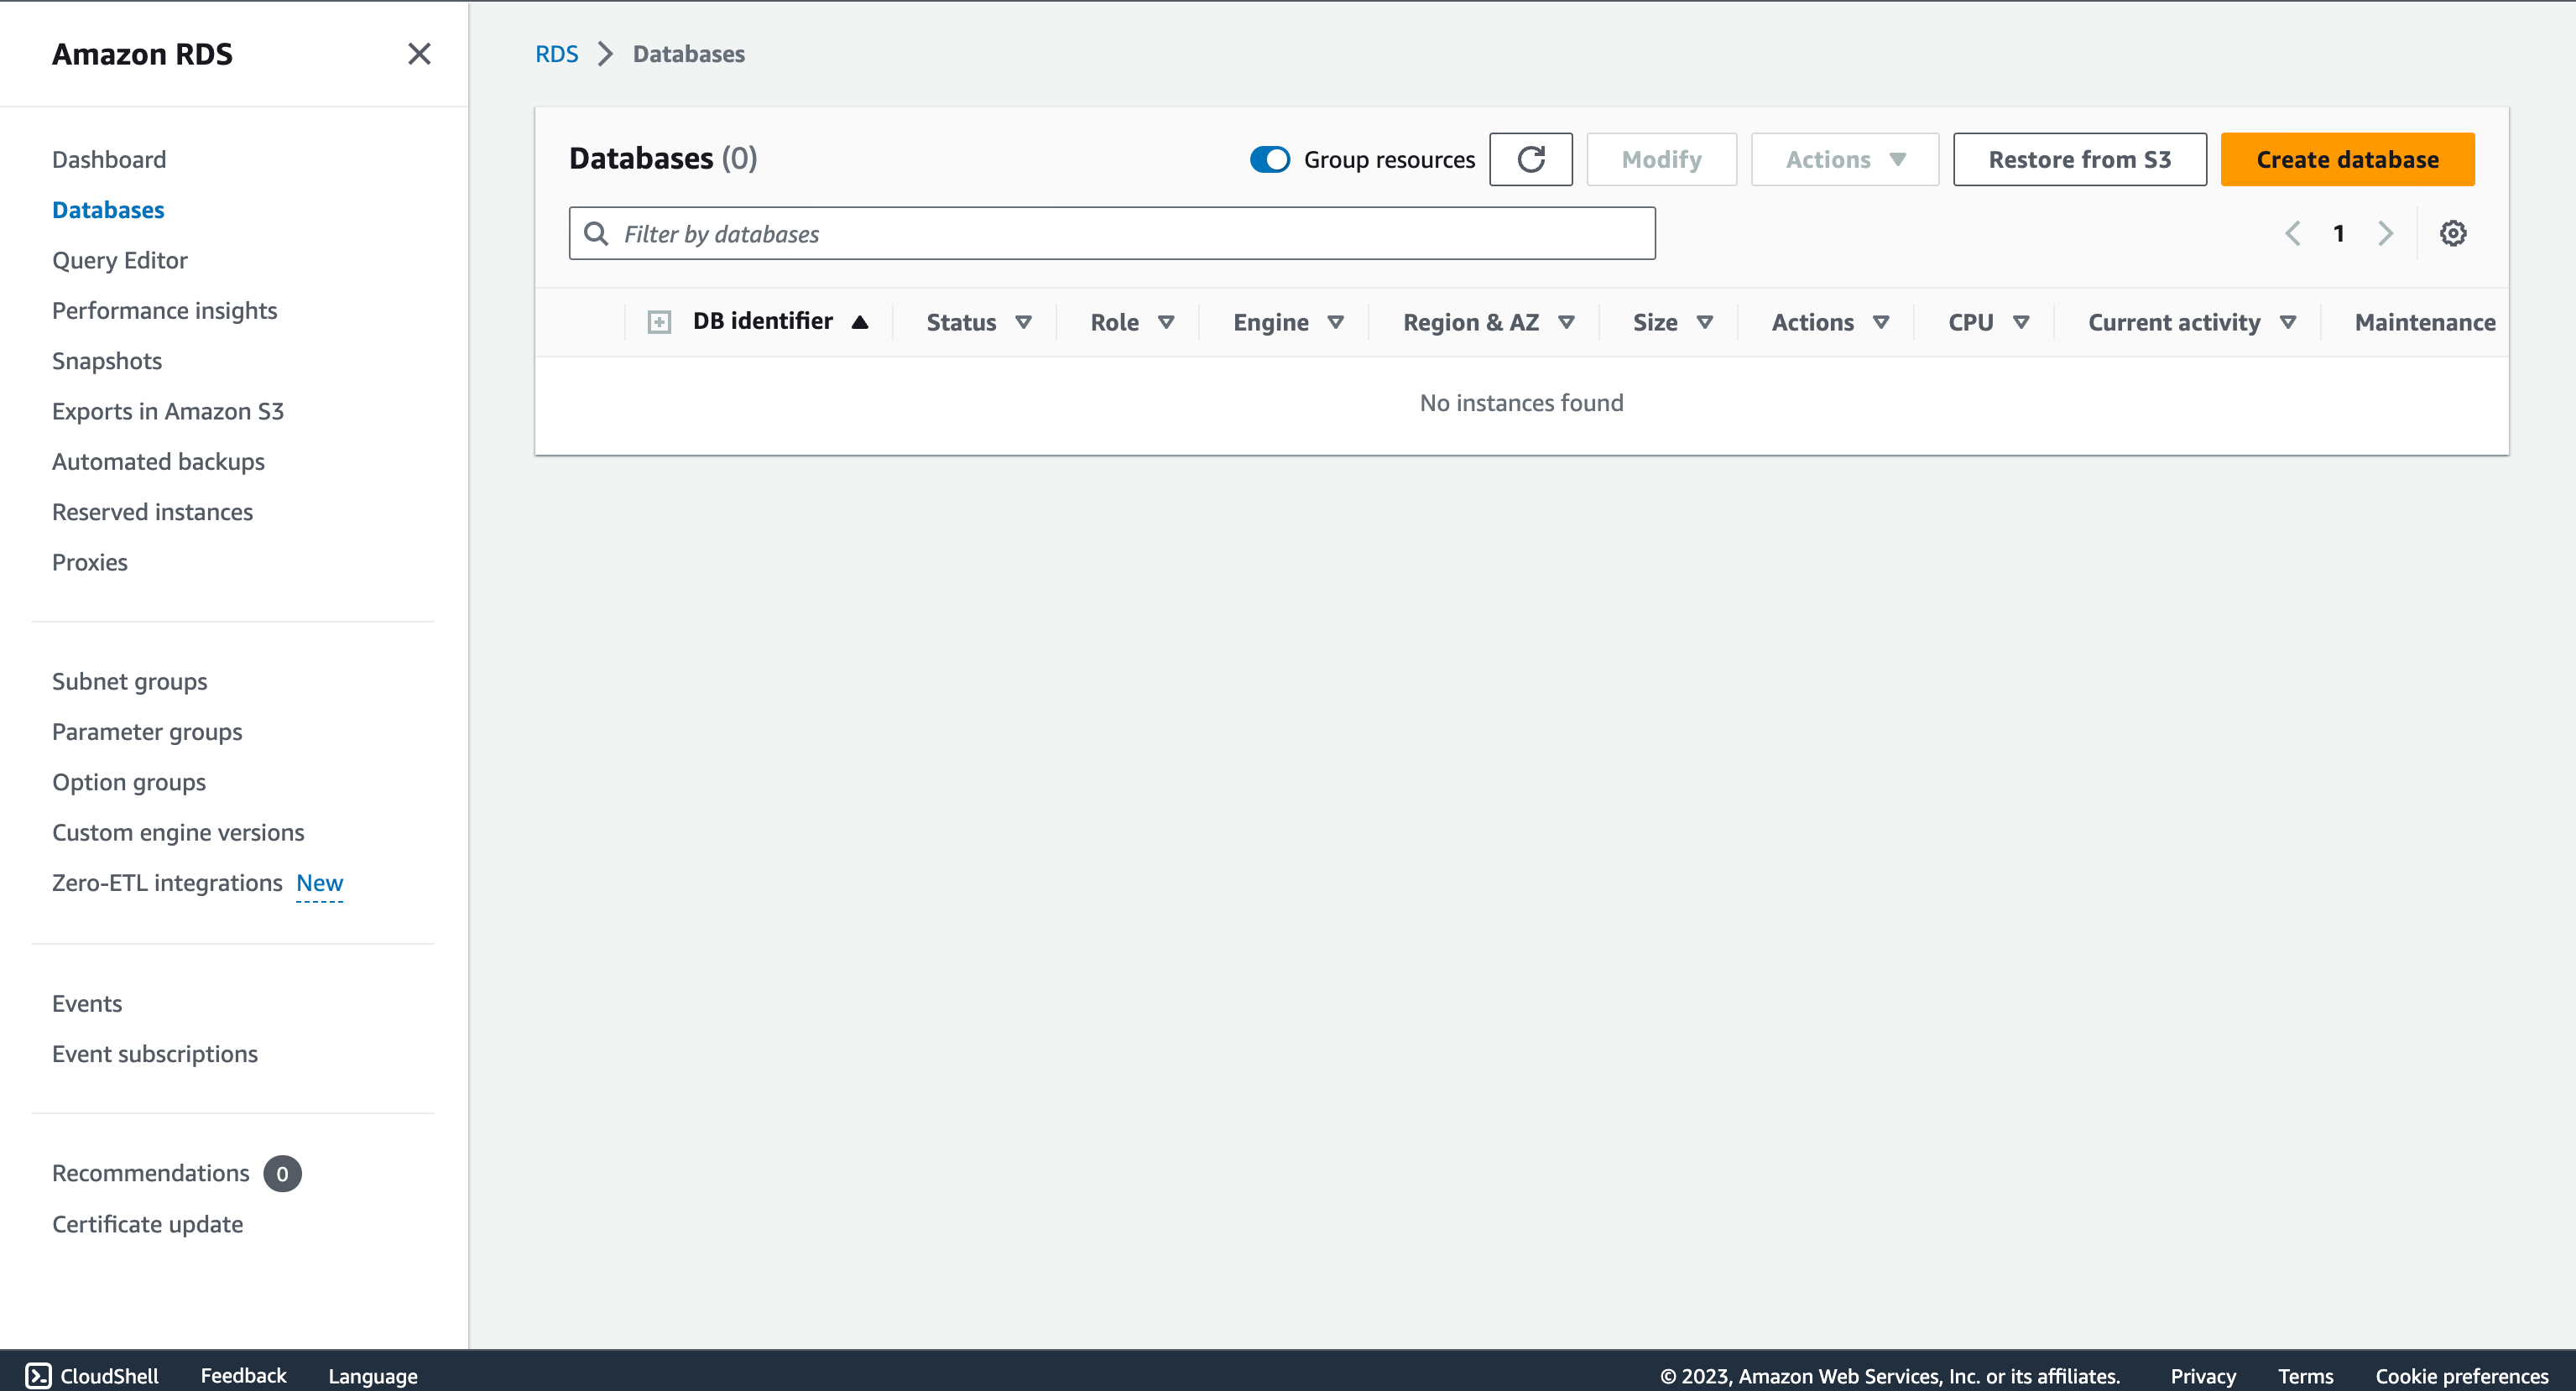 Amazon RDS
Dashboard
Databases
Query Editor
Performance insights
Snapshots
Exports in Amazon S3
Automated backups
Reserved instances
Proxies
Subnet groups
Parameter groups
Option groups
Custom engine versions
Zero-ETL integrations New
Events
Event subscriptions
Recommendations 0
Certificate update
RDS Databases
Databases (0) Group resources Modify Actions Restore from S3 Create database
Filter by databases 1
DB identifier Status Role Engine Region & AZ Size Actions CPU Current activity Maintenance
No instances found
CloudShell Feedback Language © 2023, Amazon Web Services, Inc. or its affiliates. Privacy Terms Cookie preferences